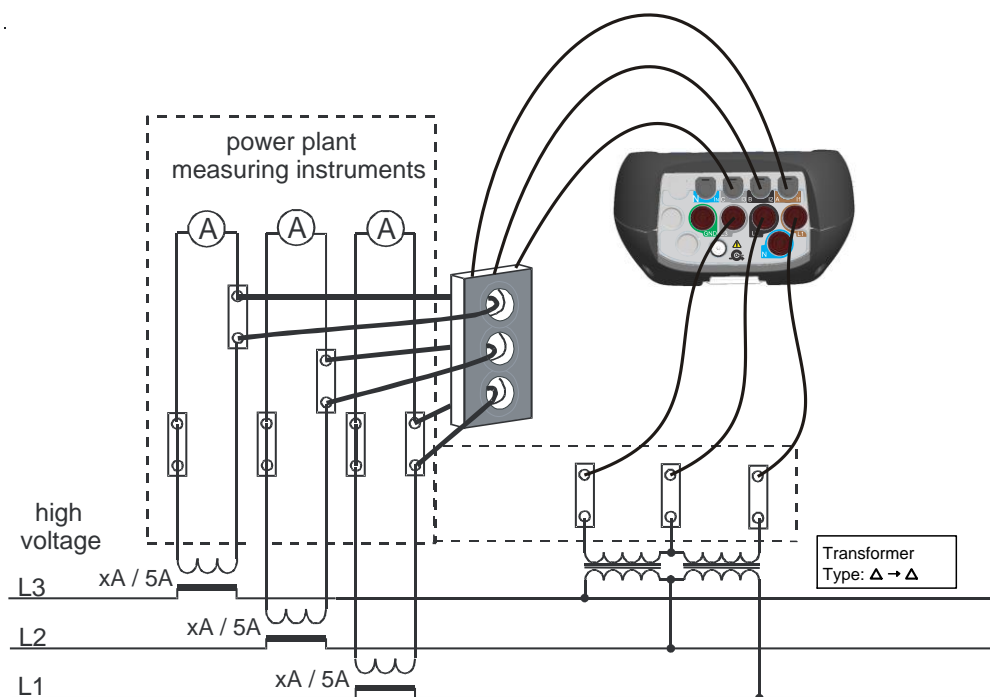 power plant
measuring instruments
A
A
A
N
C
B
A
GND
N
L1
high
voltage
Transformer
Type: Δ → Δ
xA / 5A
L3
xA / 5A
L2
xA / 5A
L1